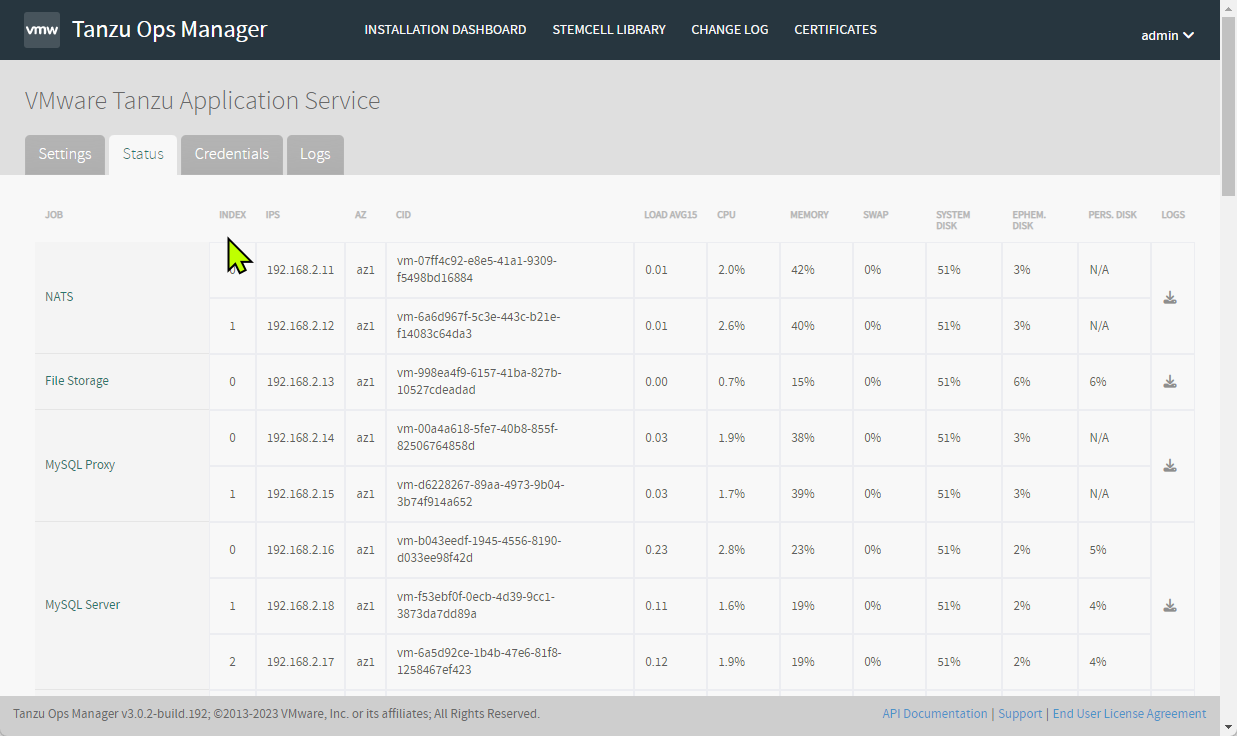 vmw Tanzu Ops Manager INSTALLATION DASHBOARD STEMCELL LIBRARY CHANGE LOG CERTIFICATES admin
VMware Tanzu Application Service
Settings Status Credentials Logs
JOB INDEX IPS AZ CID LOAD AVG15 CPU MEMORY SWAP SYSTEM DISK EPHEM. DISK PERS. DISK LOGS
NATS
0 192.168.2.11 az1 vm-07ff4c92-e8e5-41a1-9309-f5498bd16884 0.01 2.0% 42% 0% 51% 3% N/A
1 192.168.2.12 az1 vm-6a6d967f-5c3e-443c-b21e-f14083c64da3 0.01 2.6% 40% 0% 51% 3% N/A
File Storage 0 192.168.2.13 az1 vm-998ea4f9-6157-41ba-827b-10527cdeadad 0.00 0.7% 15% 0% 51% 6% 6%
MySQL Proxy
0 192.168.2.14 az1 vm-00a4a618-5fe7-40b8-855f-82506764858d 0.03 1.9% 38% 0% 51% 3% N/A
1 192.168.2.15 az1 vm-d6228267-89aa-4973-9b04-3b74f914a652 0.03 1.7% 39% 0% 51% 3% N/A
MySQL Server
0 192.168.2.16 az1 vm-b043eedf-1945-4556-8190-d033ee98f42d 0.23 2.8% 23% 0% 51% 2% 5%
1 192.168.2.18 az1 vm-f53ebf0f-0ecb-4d39-9cc1-3873da7dd89a 0.11 1.6% 19% 0% 51% 2% 4%
2 192.168.2.17 az1 vm-6a5d92ce-1b4b-47e6-81f8-1258467ef423 0.12 1.9% 19% 0% 51% 2% 4%
Tanzu Ops Manager v3.0.2-build.192; ©2013-2023 VMware, Inc. or its affiliates; All Rights Reserved. API Documentation | Support | End User License Agreement